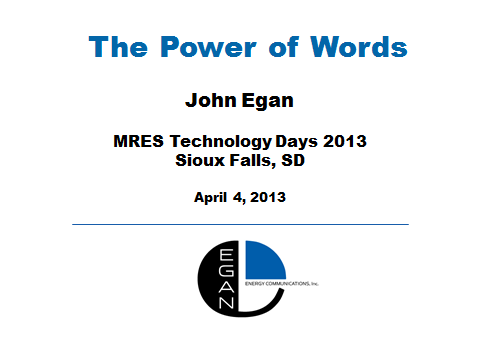 The Power of Words
John Egan
MRES Technology Days 2013
Sioux Falls, SD
April 4, 2013
EGAN
ENERGY COMMUNICATIONS, Inc.